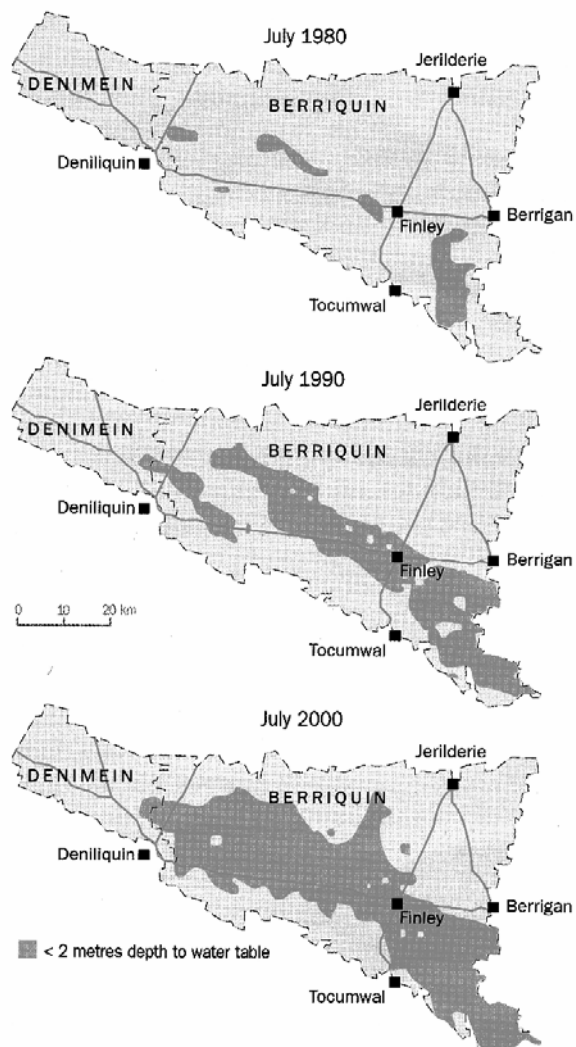 July 1980
Jerilderie
DENIMEIN
BERRIQUIN
Deniliquin
Finley
Berrigan
Tocumwal
July 1990
Jerilderie
DENIMEIN
BERRIQUIN
Deniliquin
Finley
Berrigan
0 10 20 km
Tocumwal
July 2000
Jerilderie
DENIMEIN
BERRIQUIN
Deniliquin
Finley
Berrigan
< 2 metres depth to water table
Tocumwal